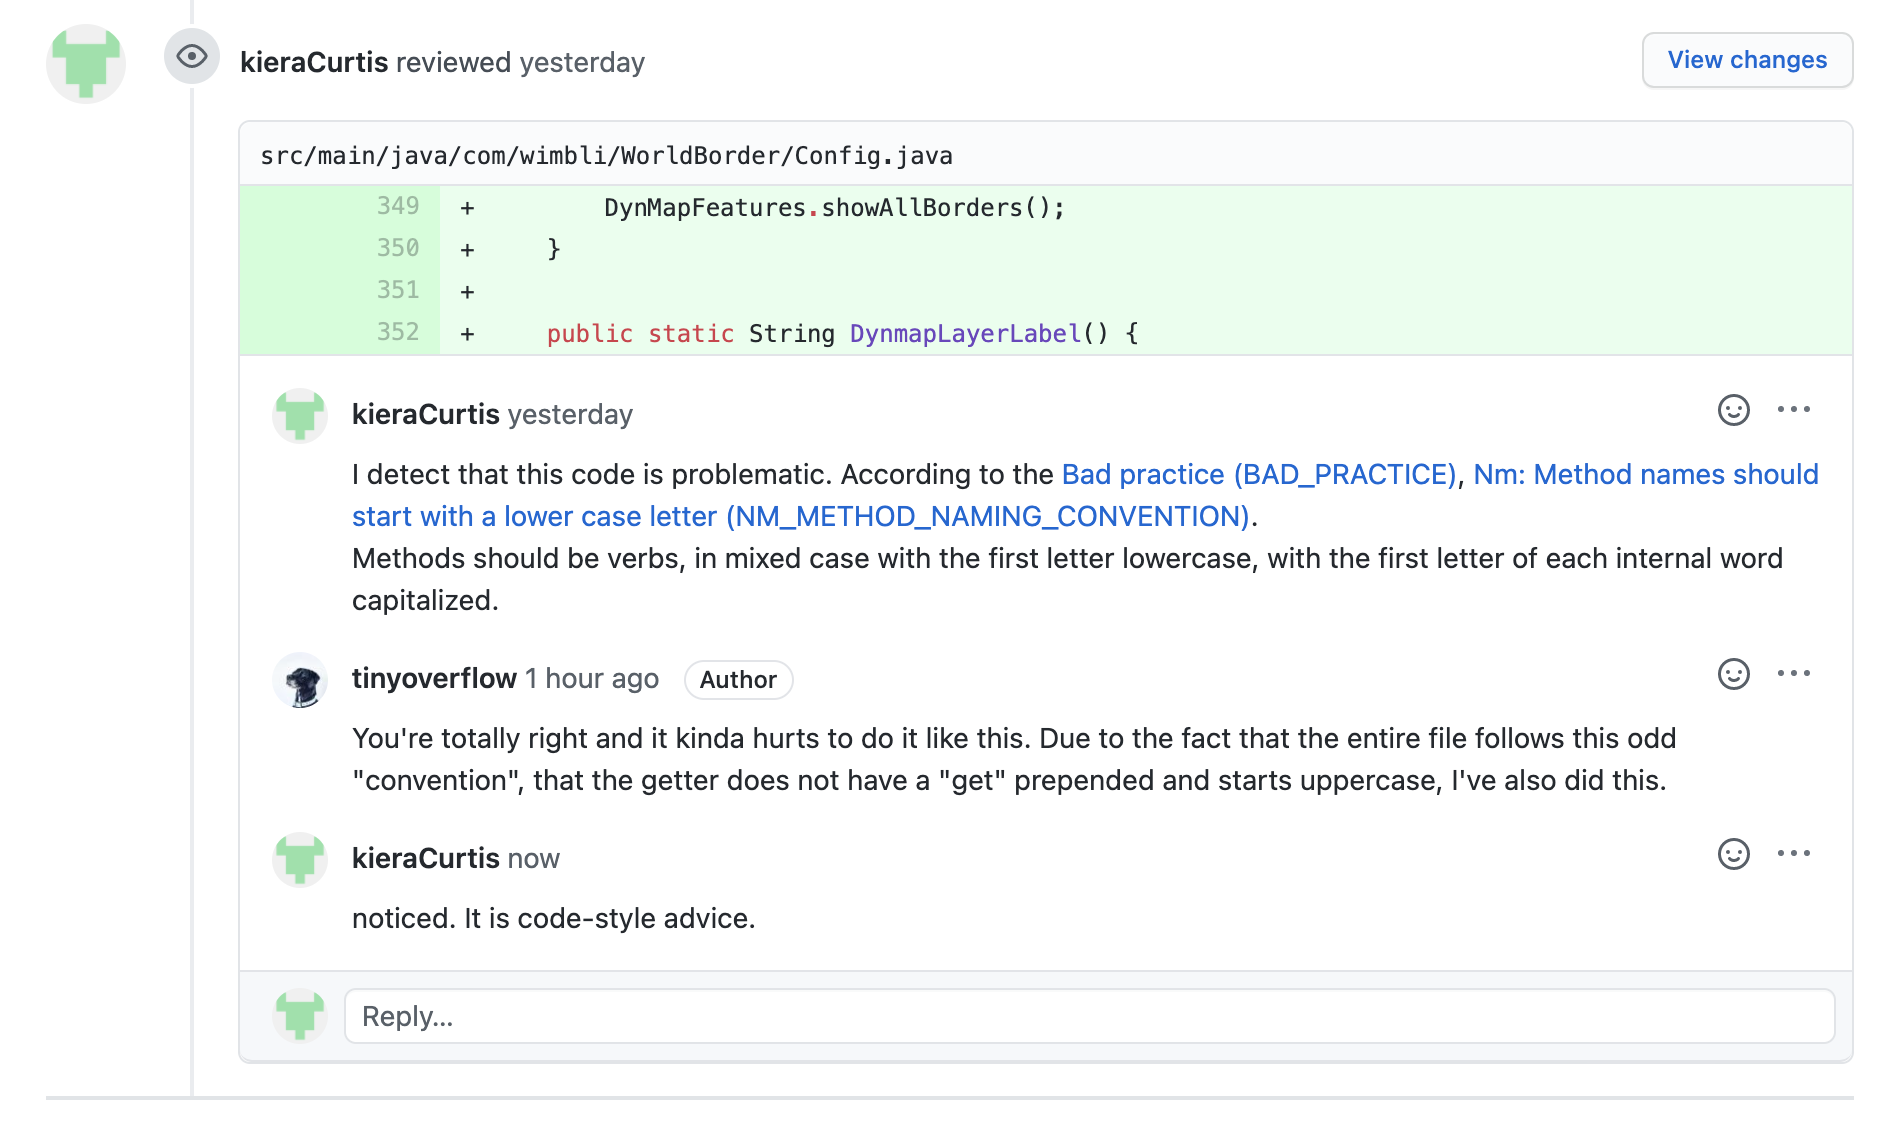 kieraCurtis reviewed yesterday
View changes
src/main/java/com/wimbli/WorldBorder/Config.java
349 + DynMapFeatures.showAllBorders();
350 + }
351 +
352 + public static String DynmapLayerLabel() {
kieraCurtis yesterday
I detect that this code is problematic. According to the Bad practice (BAD_PRACTICE), Nm: Method names should
start with a lower case letter (NM_METHOD_NAMING_CONVENTION).
Methods should be verbs, in mixed case with the first letter lowercase, with the first letter of each internal word
capitalized.
tinyoverflow 1 hour ago Author
You're totally right and it kinda hurts to do it like this. Due to the fact that the entire file follows this odd
"convention", that the getter does not have a "get" prepended and starts uppercase, I've also did this.
kieraCurtis now
noticed. It is code-style advice.
Reply...